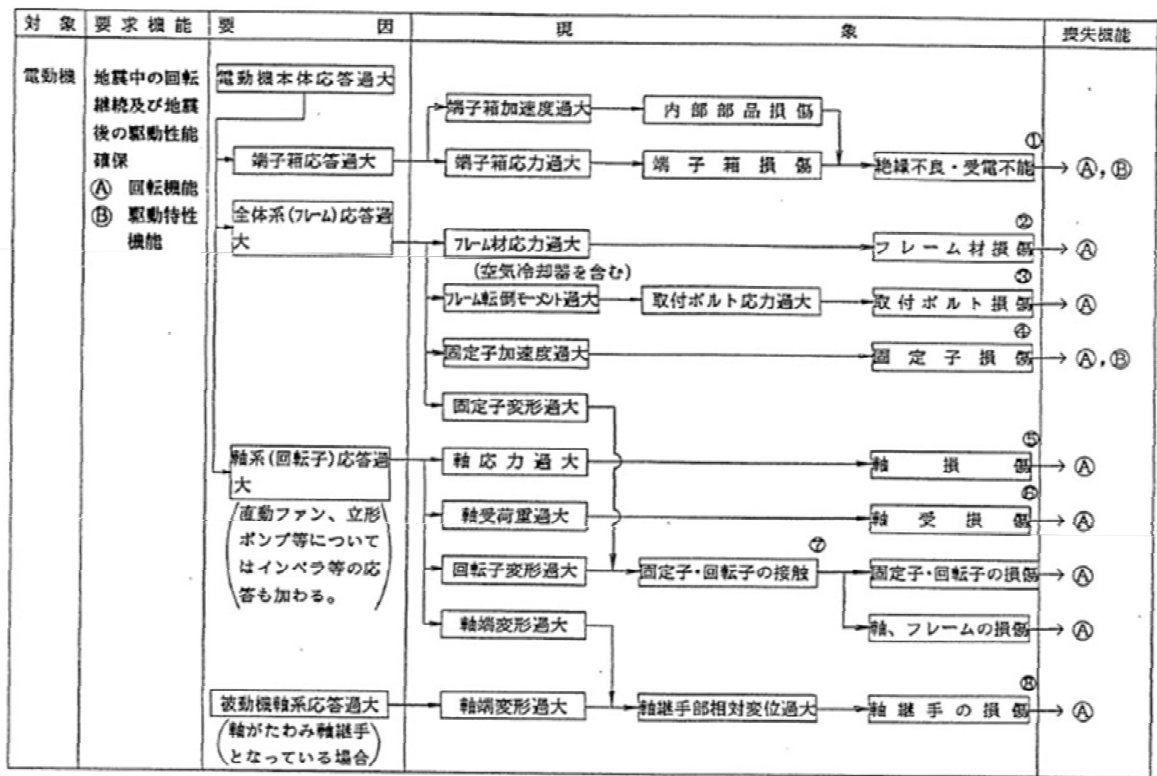 対象 要求機能 要因 現象 喪失機能
電動機
地震中の回転
継続及び地震
後の駆動性能
確保
Ⓐ 回転機能
Ⓑ 駆動特性
機能
電動機本体応答過大
端子箱応答過大
端子箱加速度過大
内部部品損傷
端子箱応力過大
端子箱損傷
①
絶縁不良・受電不能
Ⓐ,Ⓑ
全体系(フレーム)応答過
大
フレーム材応力過大
(空気冷却器を含む)
②
フレーム材損傷
Ⓐ
フレーム転倒モーメント過大
取付ボルト応力過大
③
取付ボルト損傷
Ⓐ
固定子加速度過大
④
固定子損傷
Ⓐ,Ⓑ
固定子変形過大
軸系(回転子)応答過
大
(直動ファン、立形
ポンプ等について
はインペラ等の応
答も加わる。)
軸応力過大
⑤
軸損傷
Ⓐ
軸受荷重過大
⑥
軸受損傷
Ⓐ
回転子変形過大
⑦
固定子・回転子の接触
固定子・回転子の損傷
Ⓐ
軸、フレームの損傷
Ⓐ
軸端変形過大
被動機軸系応答過大
(軸がたわみ軸継手
となっている場合)
軸端変形過大
軸継手部相対変位過大
⑧
軸継手の損傷
Ⓐ